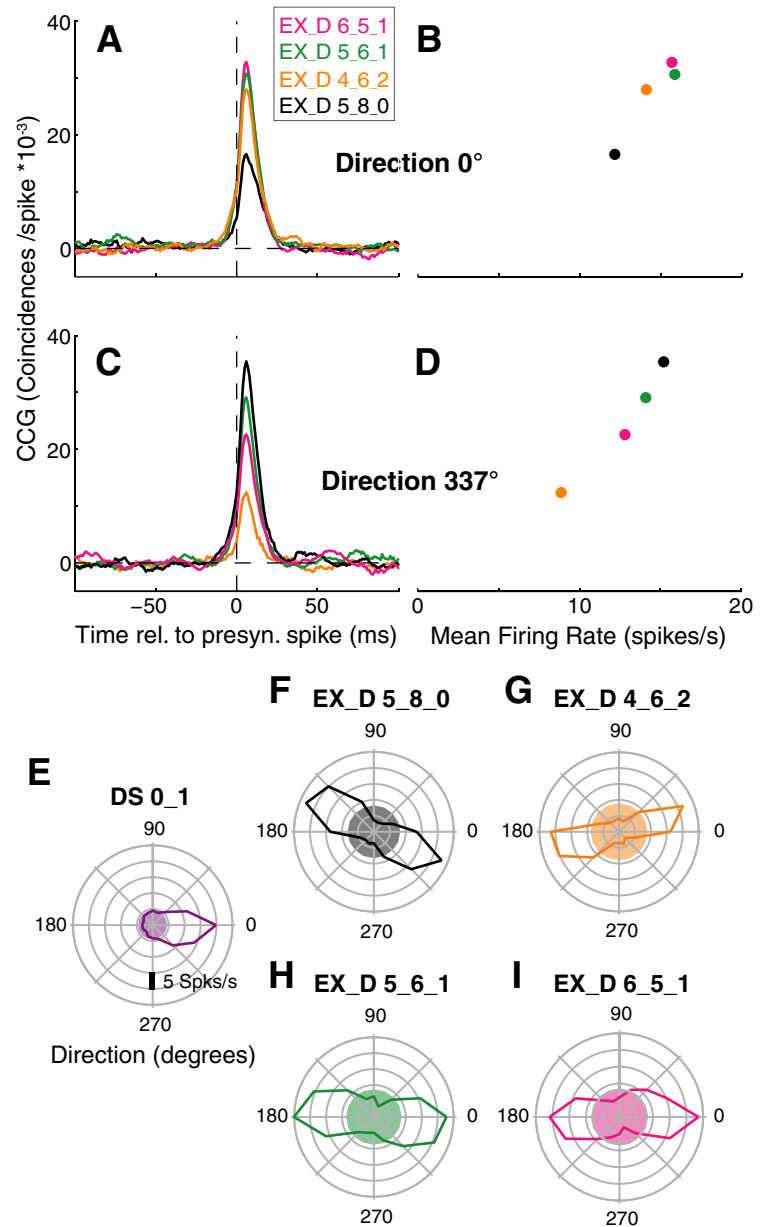 A
EX_D 6_5_1
EX_D 5_6_1
EX_D 4_6_2
EX_D 5_8_0
B
40
20
0
Direction 0°
CCG (Coincidences /spike *10-3)
C
D
40
20
0
Direction 337°
−50 0 50
0 10 20
Time rel. to presyn. spike (ms)
Mean Firing Rate (spikes/s)
E
DS 0_1
90
180 0
5 Spks/s
270
Direction (degrees)
F
EX_D 5_8_0
90
180 0
270
G
EX_D 4_6_2
90
180 0
270
H
EX_D 5_6_1
90
180 0
270
I
EX_D 6_5_1
90
180 0
270